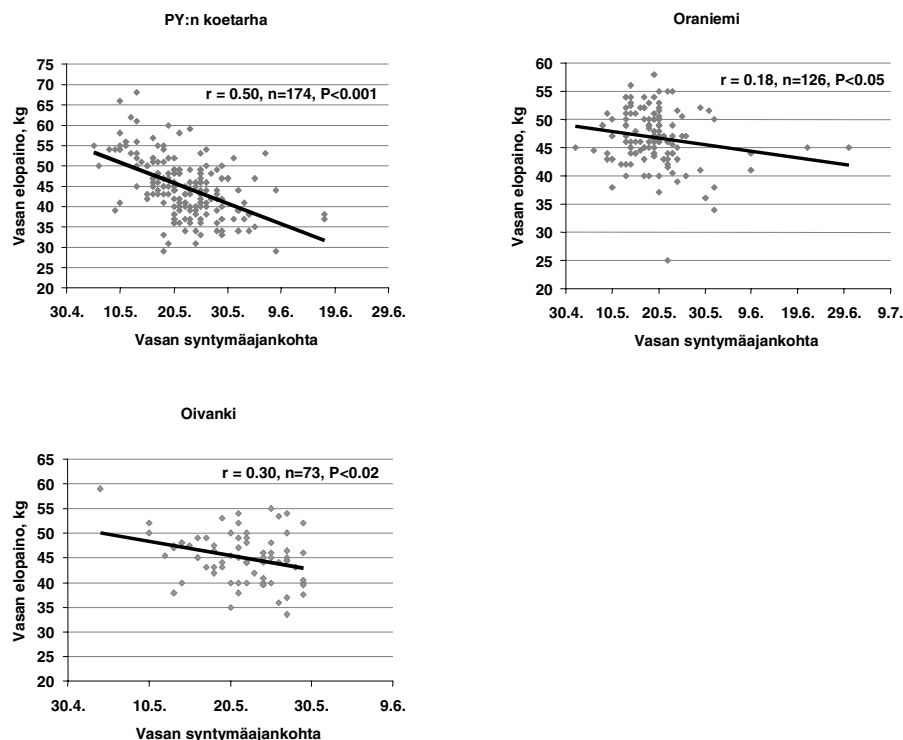 PY:n koetarha
r = 0.50, n=174, P<0.001
Vasan elopaino, kg
75
70
65
60
55
50
45
40
35
30
25
20
30.4. 10.5. 20.5. 30.5. 9.6. 19.6. 29.6.
Vasan syntymäajankohta
Oraniemi
r = 0.18, n=126, P<0.05
Vasan elopaino, kg
60
55
50
45
40
35
30
25
20
30.4. 10.5. 20.5. 30.5. 9.6. 19.6. 29.6. 9.7.
Vasan syntymäajankohta
Oivanki
r = 0.30, n=73, P<0.02
Vasan elopaino, kg
65
60
55
50
45
40
35
30
25
20
30.4. 10.5. 20.5. 30.5. 9.6.
Vasan syntymäajankohta